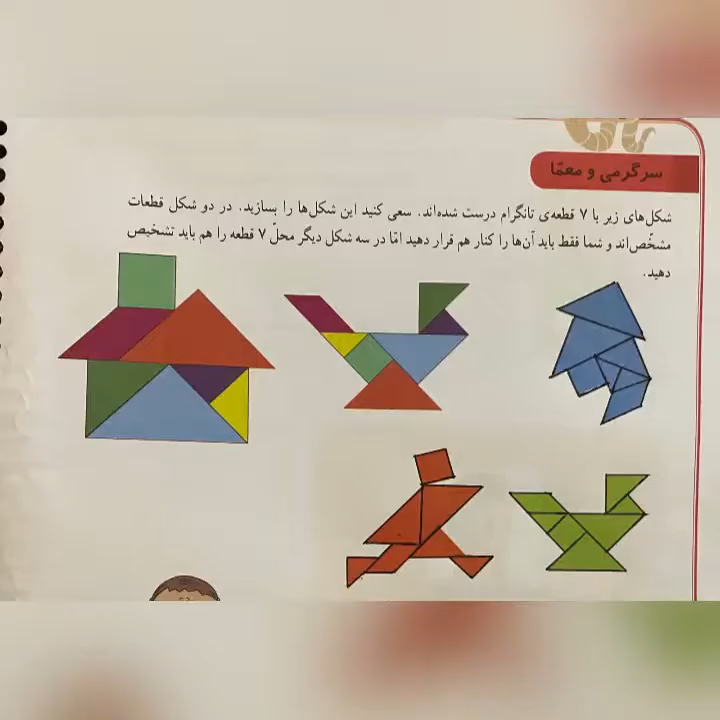 سرگرمی و معمّا
شکل‌های زیر با ۷ قطعه‌ی تانگرام درست شده‌اند. سعی کنید این شکل‌ها را بسازید. در دو شکل قطعات
مشخّص‌اند و شما فقط باید آن‌ها را کنار هم قرار دهید امّا در سه شکل دیگر محلّ ۷ قطعه را هم باید تشخیص
دهید.